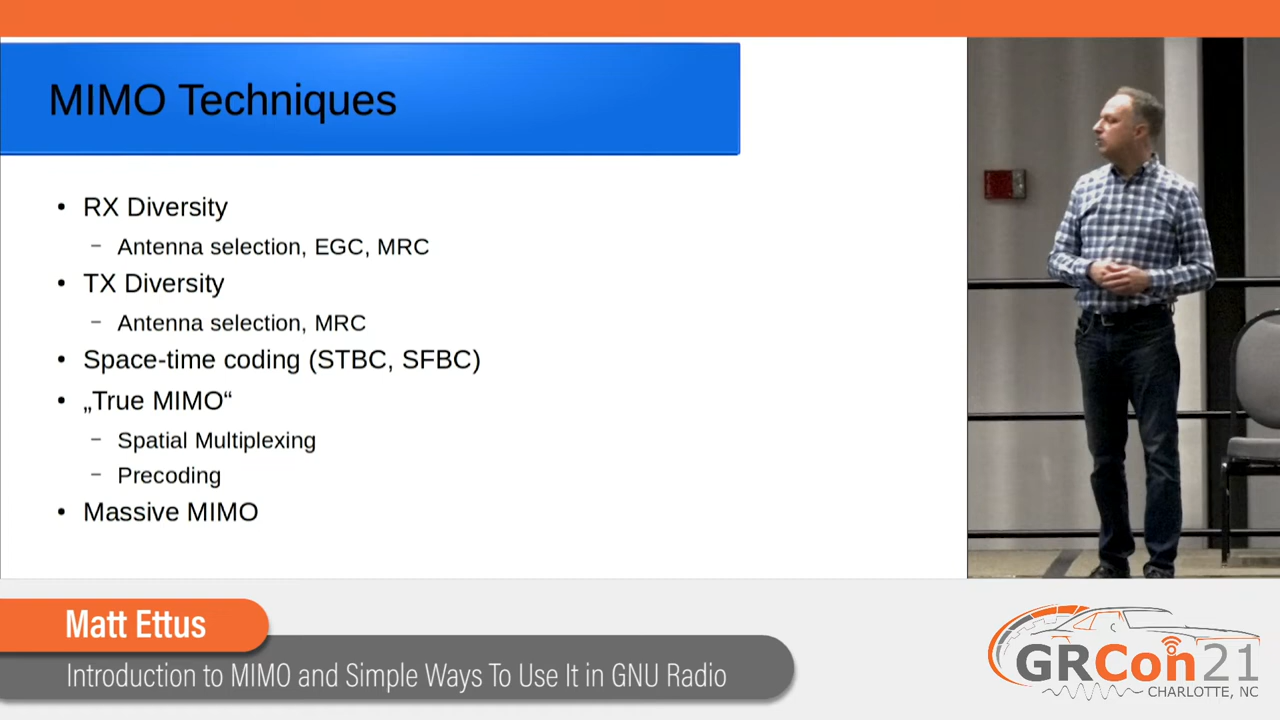 MIMO Techniques
• RX Diversity
– Antenna selection, EGC, MRC
• TX Diversity
– Antenna selection, MRC
• Space-time coding (STBC, SFBC)
• „True MIMO“
– Spatial Multiplexing
– Precoding
• Massive MIMO
Matt Ettus
Introduction to MIMO and Simple Ways To Use It in GNU Radio
GRCon21
CHARLOTTE, NC